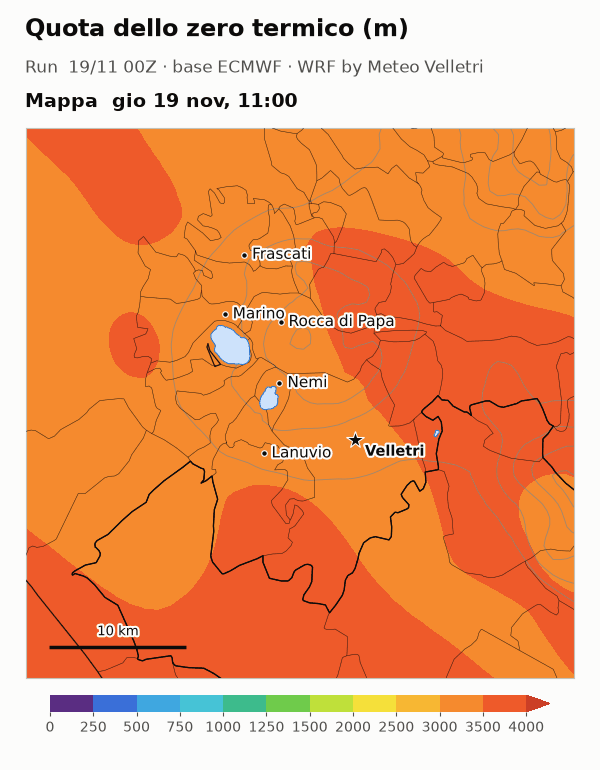 Quota dello zero termico (m)
Run 19/11 00Z · base ECMWF · WRF by Meteo Velletri
Mappa gio 19 nov, 11:00
Frascati
Marino
Rocca di Papa
Nemi
Velletri
Lanuvio
10 km
0 250 500 750 1000 1250 1500 2000 2500 3000 3500 4000